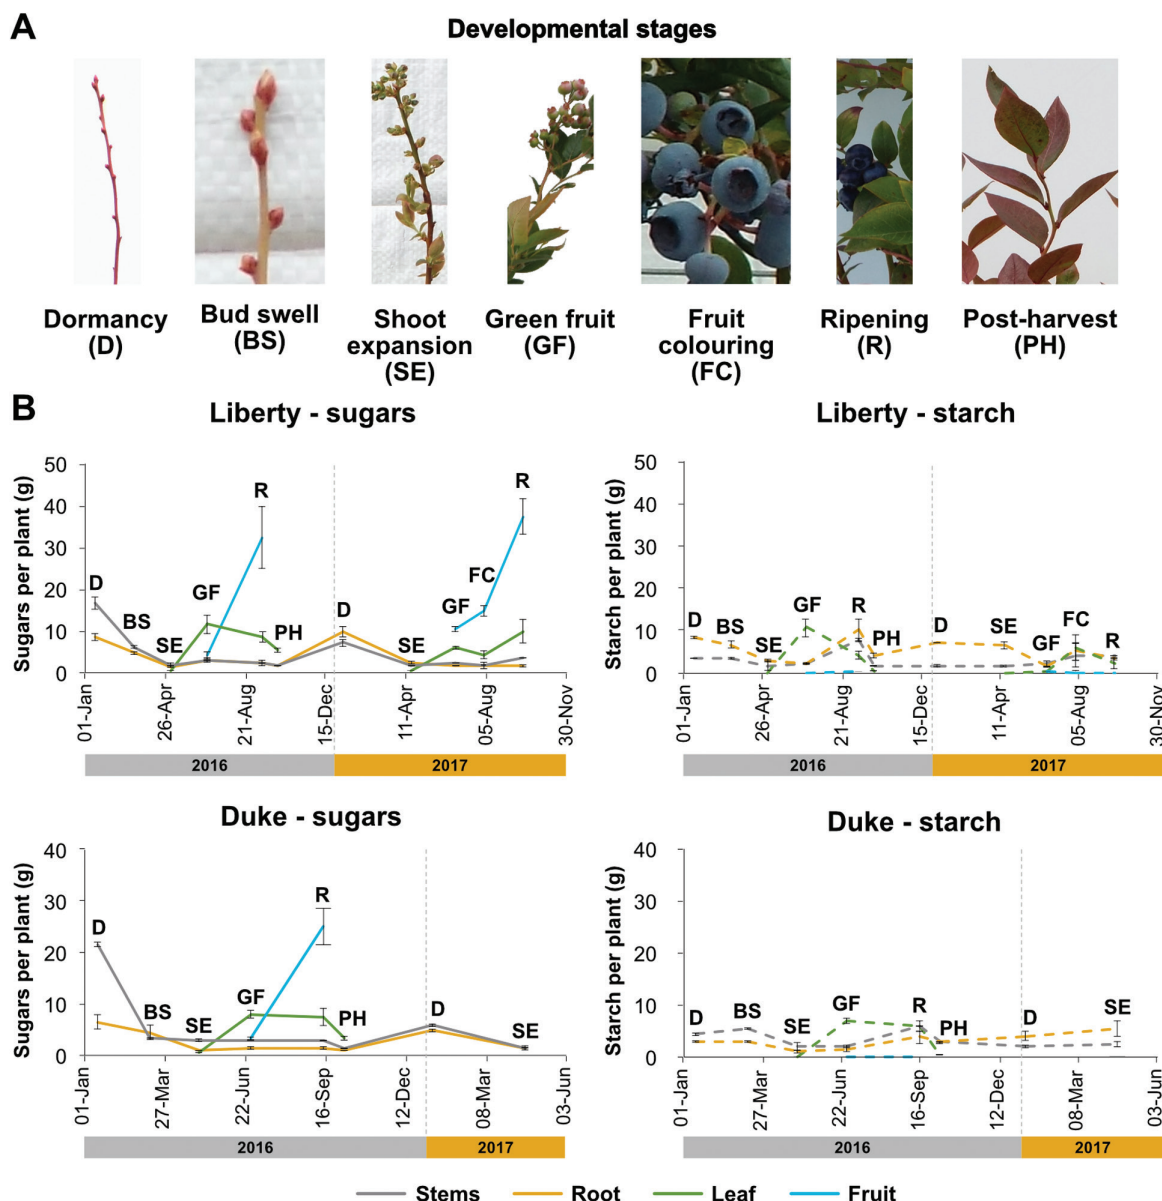 A
Developmental stages
Dormancy
(D)
Bud swell
(BS)
Shoot
expansion
(SE)
Green fruit
(GF)
Fruit
colouring
(FC)
Ripening
(R)
Post-harvest
(PH)
B
Liberty - sugars
Sugars per plant (g)
50
40
30
20
10
0
D
BS
SE
GF
R
PH
D
SE
GF
FC
R
01-Jan
26-Apr
21-Aug
15-Dec
11-Apr
05-Aug
30-Nov
2016
2017
Liberty - starch
Starch per plant (g)
50
40
30
20
10
0
D
BS
SE
GF
R
PH
D
SE
GF
FC
R
01-Jan
26-Apr
21-Aug
15-Dec
11-Apr
05-Aug
30-Nov
2016
2017
Duke - sugars
Sugars per plant (g)
40
30
20
10
0
D
BS
SE
GF
R
PH
D
SE
01-Jan
27-Mar
22-Jun
16-Sep
12-Dec
08-Mar
03-Jun
2016
2017
Duke - starch
Starch per plant (g)
40
30
20
10
0
D
BS
SE
GF
R
PH
D
SE
01-Jan
27-Mar
22-Jun
16-Sep
12-Dec
08-Mar
03-Jun
2016
2017
Stems
Root
Leaf
Fruit